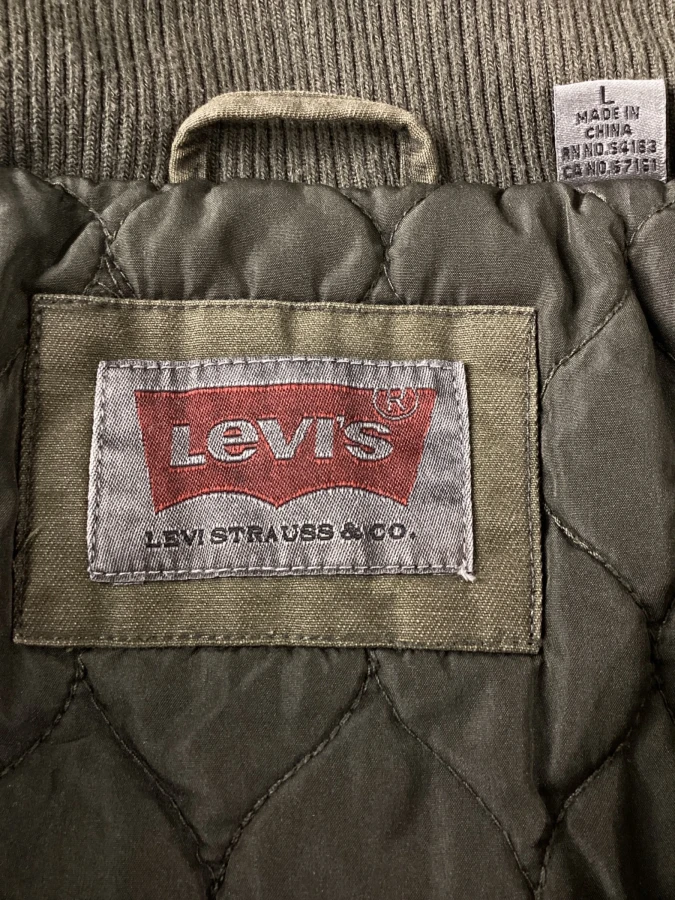 L
MADE IN
CHINA
RN NO.54163
CA NO.57161
LEVI'S ®
LEVI STRAUSS & CO.